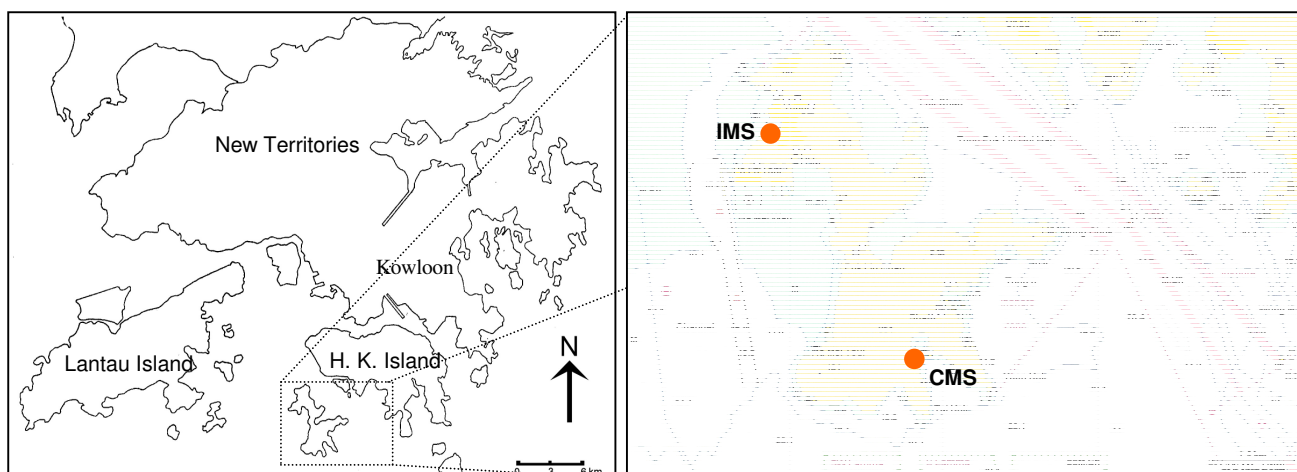 New Territories
Kowloon
Lantau Island
H. K. Island
N
0 3 6 km
IMS
CMS